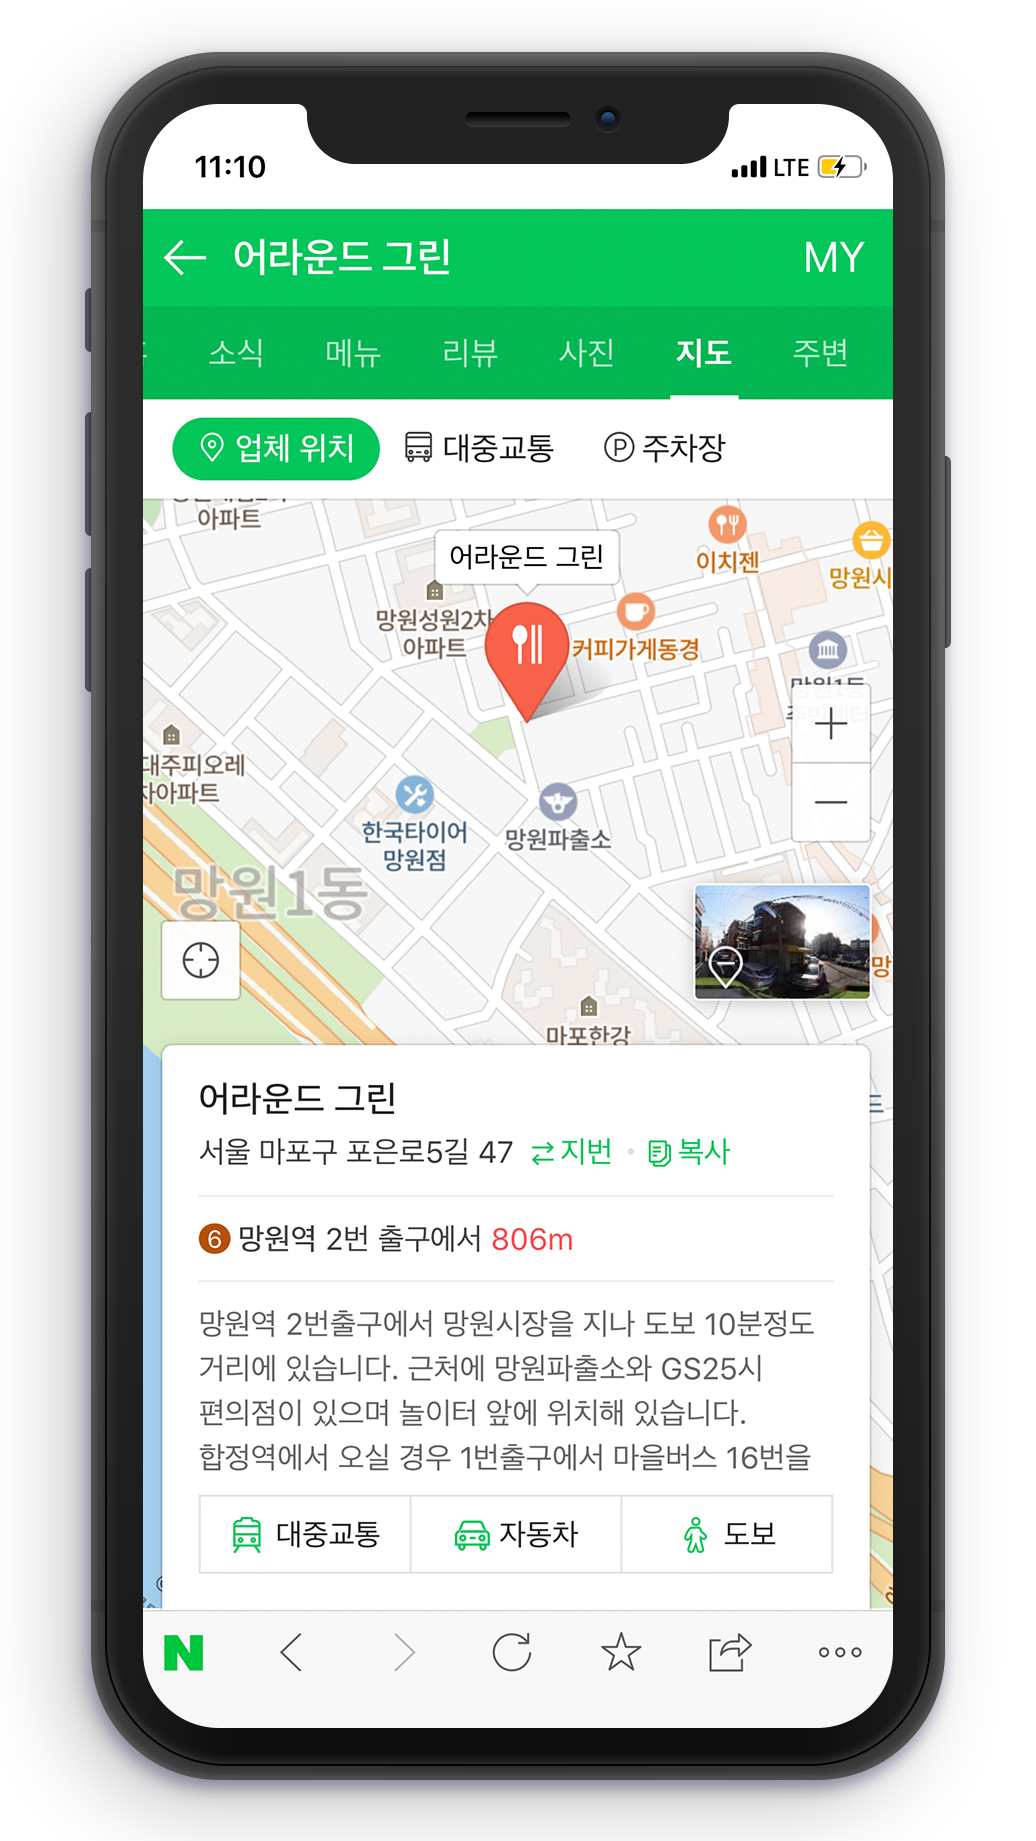 11:10
LTE
어라운드 그린
MY
소식 메뉴 리뷰 사진 지도 주변
업체 위치 대중교통 주차장
아파트
이치젠
망원시
어라운드 그린
망원성원2차
아파트
커피가게동경
망원1동
대주피오레
차아파트
한국타이어
망원점
망원파출소
망원1동
망
마포한강
어라운드 그린
서울 마포구 포은로5길 47 지번 복사
6 망원역 2번 출구에서 806m
망원역 2번출구에서 망원시장을 지나 도보 10분정도
거리에 있습니다. 근처에 망원파출소와 GS25시
편의점이 있으며 놀이터 앞에 위치해 있습니다.
합정역에서 오실 경우 1번출구에서 마을버스 16번을
대중교통 자동차 도보
N